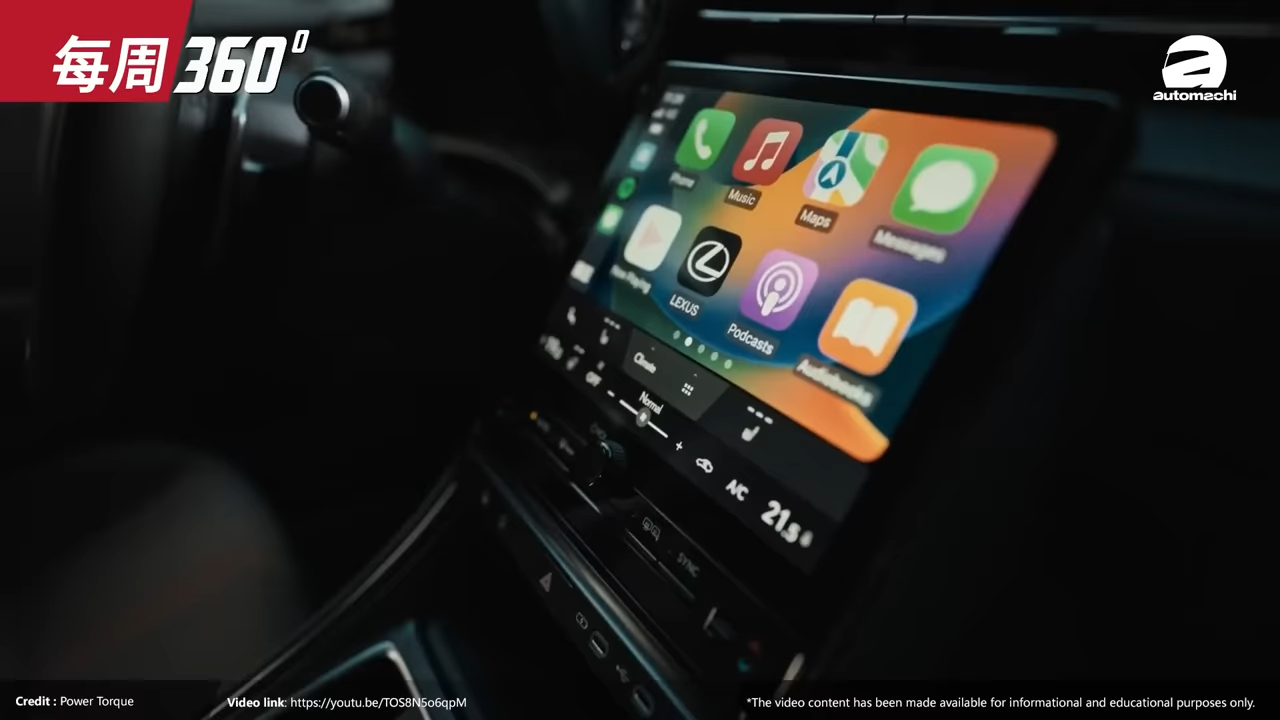 每周360°
automachi
Phone
Music
Maps
Messages
Now Playing
LEXUS
Podcasts
Audiobooks
Climate
OFF
Normal
+
A/C
21.5
SYNC
Credit : Power Torque
Video link: https://youtu.be/TOS8N5o6qpM
*The video content has been made available for informational and educational purposes only.